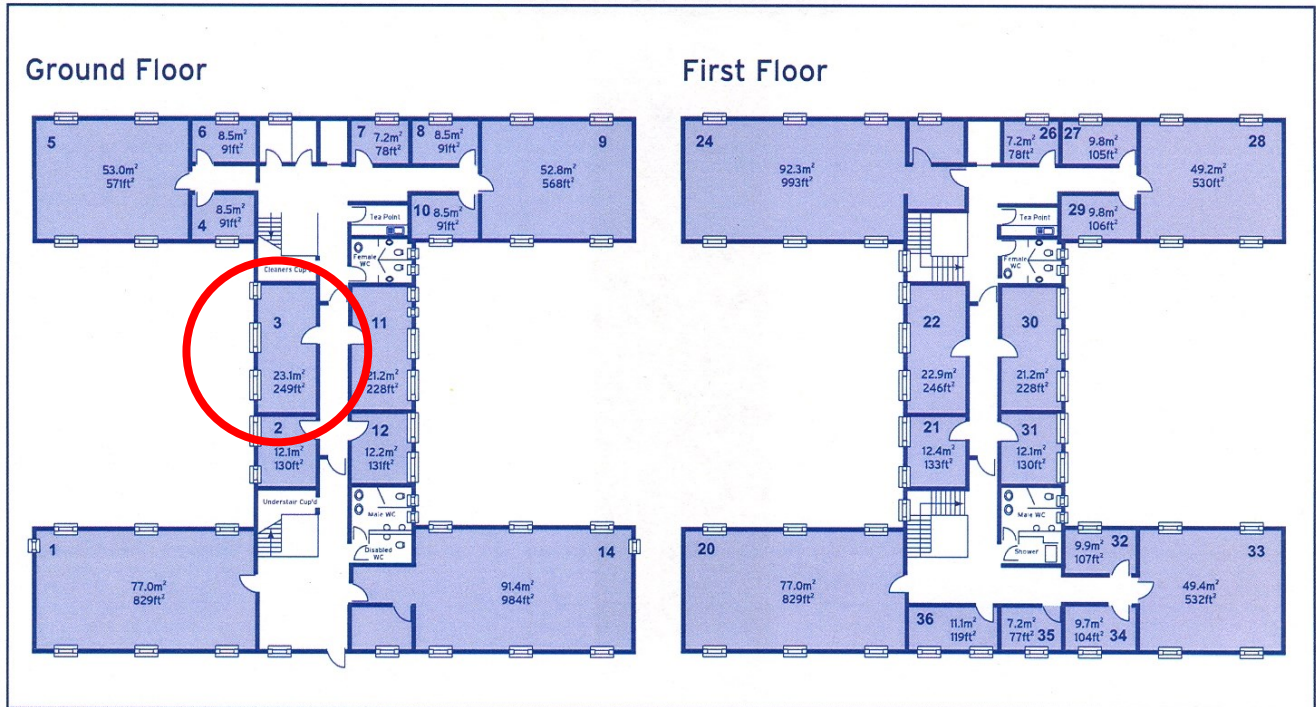 Ground Floor
5
53.0m²
571ft²
6
8.5m²
91ft²
7
7.2m²
78ft²
8
8.5m²
91ft²
9
52.8m²
568ft²
4
8.5m²
91ft²
10
8.5m²
91ft²
Tea Point
Female
WC
Cleaners Cup'd
3
23.1m²
249ft²
11
21.2m²
228ft²
2
12.1m²
130ft²
12
12.2m²
131ft²
Understair Cup'd
Male WC
Disabled
WC
1
77.0m²
829ft²
14
91.4m²
984ft²
First Floor
24
92.3m²
993ft²
26
7.2m²
78ft²
27
9.8m²
105ft²
28
49.2m²
530ft²
29
9.8m²
106ft²
Tea Point
Female
WC
22
22.9m²
246ft²
30
21.2m²
228ft²
21
12.4m²
133ft²
31
12.1m²
130ft²
Male WC
Shower
20
77.0m²
829ft²
32
9.9m²
107ft²
33
49.4m²
532ft²
36
11.1m²
119ft²
35
7.2m²
77ft²
34
9.7m²
104ft²